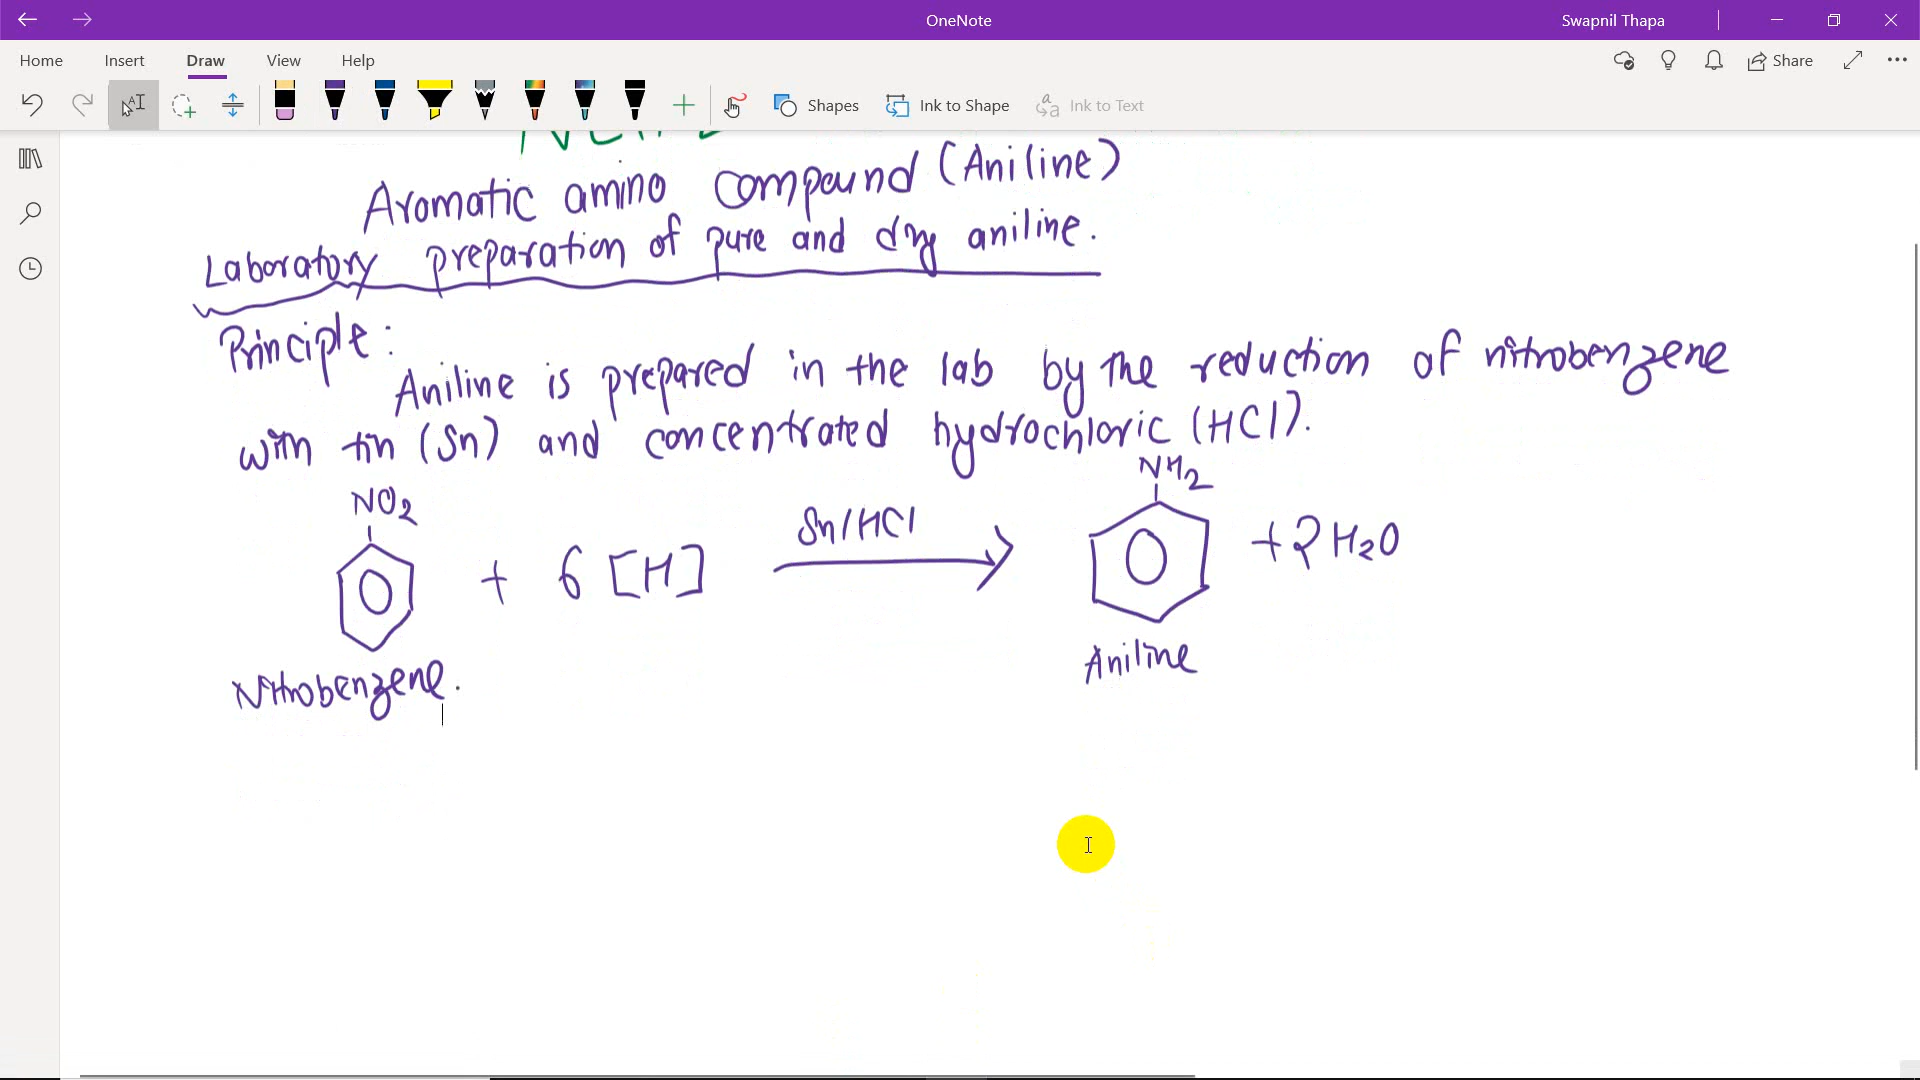 OneNote
Swapnil Thapa
Home Insert Draw View Help
Share
Shapes Ink to Shape Ink to Text
Aromatic amino compound (Aniline)
Laboratory preparation of pure and dry aniline.
Principle:
Aniline is prepared in the lab by the reduction of nitrobenzene
with tin (Sn) and concentrated hydrochloric (HCl).
NO2 NH2
+ 6 [H] Sn/HCl + 2 H2O
Nitrobenzene. Aniline